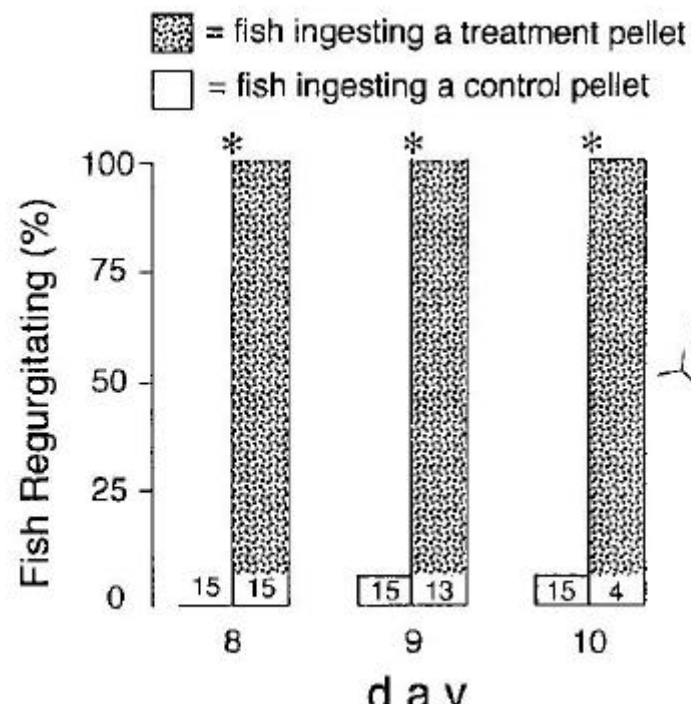 = fish ingesting a treatment pellet
= fish ingesting a control pellet
* * *
100
75
50
25
0
Fish Regurgitating (%)
15 15 15 13 15 4
8 9 10
day